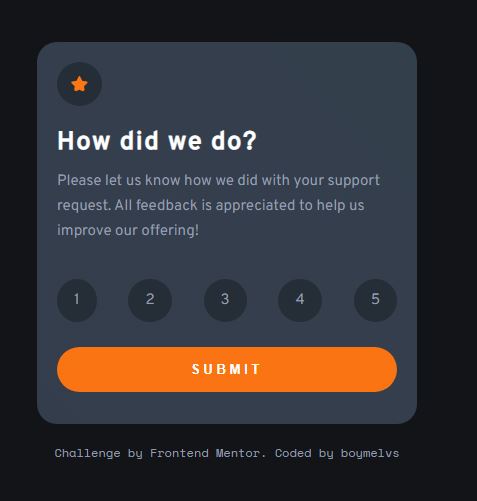 How did we do?
Please let us know how we did with your support
request. All feedback is appreciated to help us
improve our offering!
1 2 3 4 5
SUBMIT
Challenge by Frontend Mentor. Coded by boymelvs